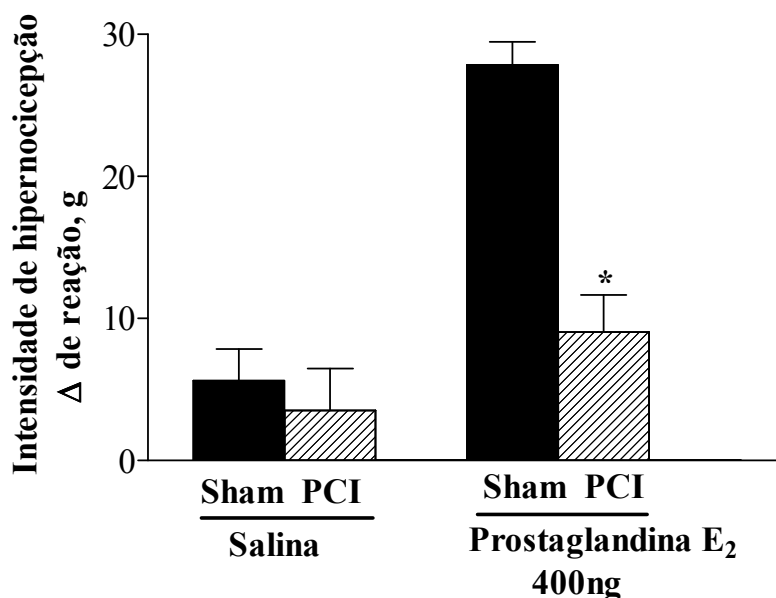 Intensidade de hipernocicepção
Δ de reação, g
30
20
10
0
*
Sham PCI
Salina
Sham PCI
Prostaglandina E₂
400ng